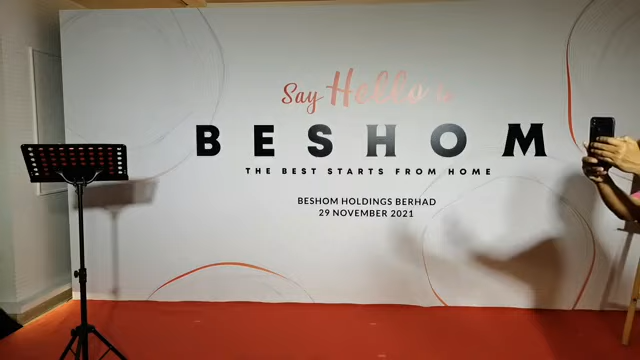 Say Hello
BESHOM
THE BEST STARTS FROM HOME
BESHOM HOLDINGS BERHAD
29 NOVEMBER 2021